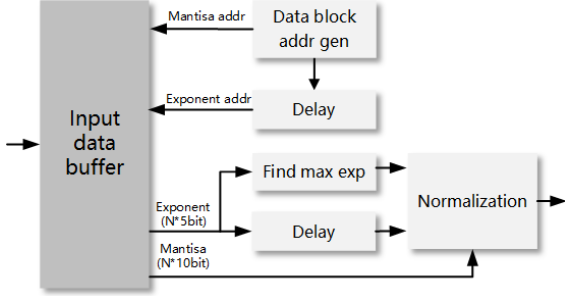 Mantisa addr
Data block
addr gen
Exponent addr
Delay
Input
data
buffer
Find max exp
Normalization
Exponent
(N*5bit)
Delay
Mantisa
(N*10bit)